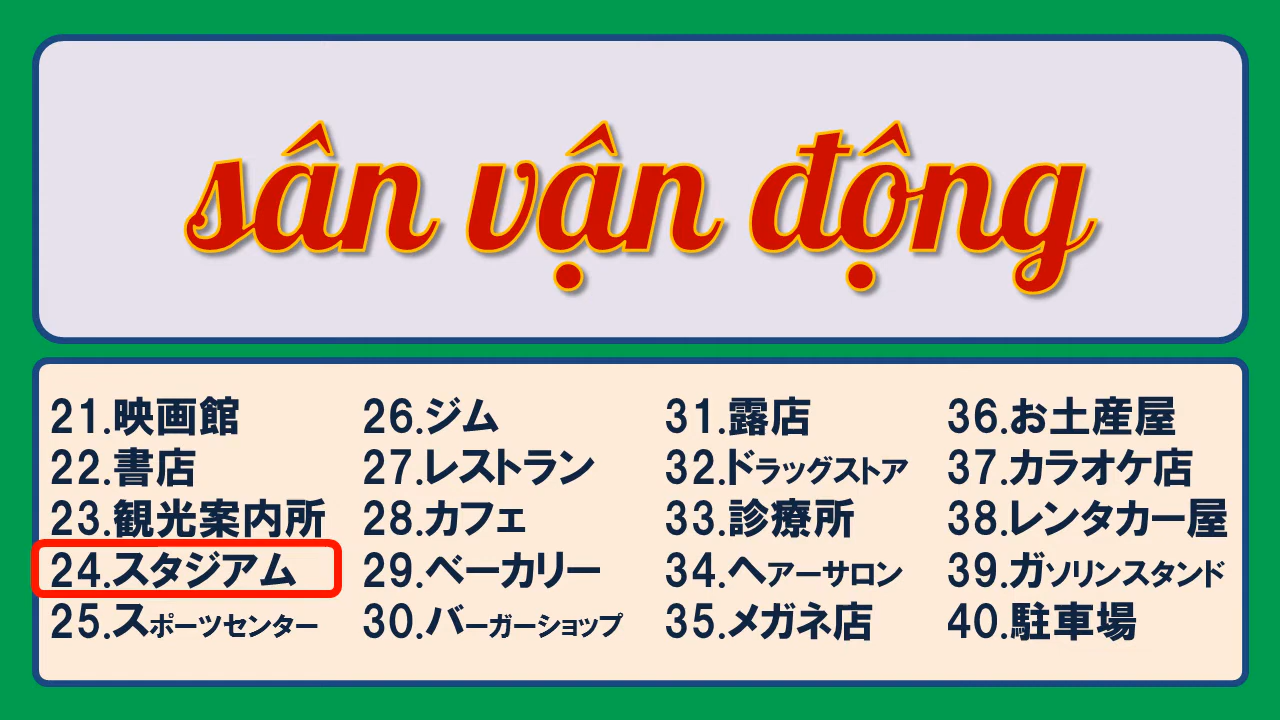 sân vận động
21.映画館
22.書店
23.観光案内所
24.スタジアム
25.スポーツセンター
26.ジム
27.レストラン
28.カフェ
29.ベーカリー
30.バーガーショップ
31.露店
32.ドラッグストア
33.診療所
34.ヘアーサロン
35.メガネ店
36.お土産屋
37.カラオケ店
38.レンタカー屋
39.ガソリンスタンド
40.駐車場